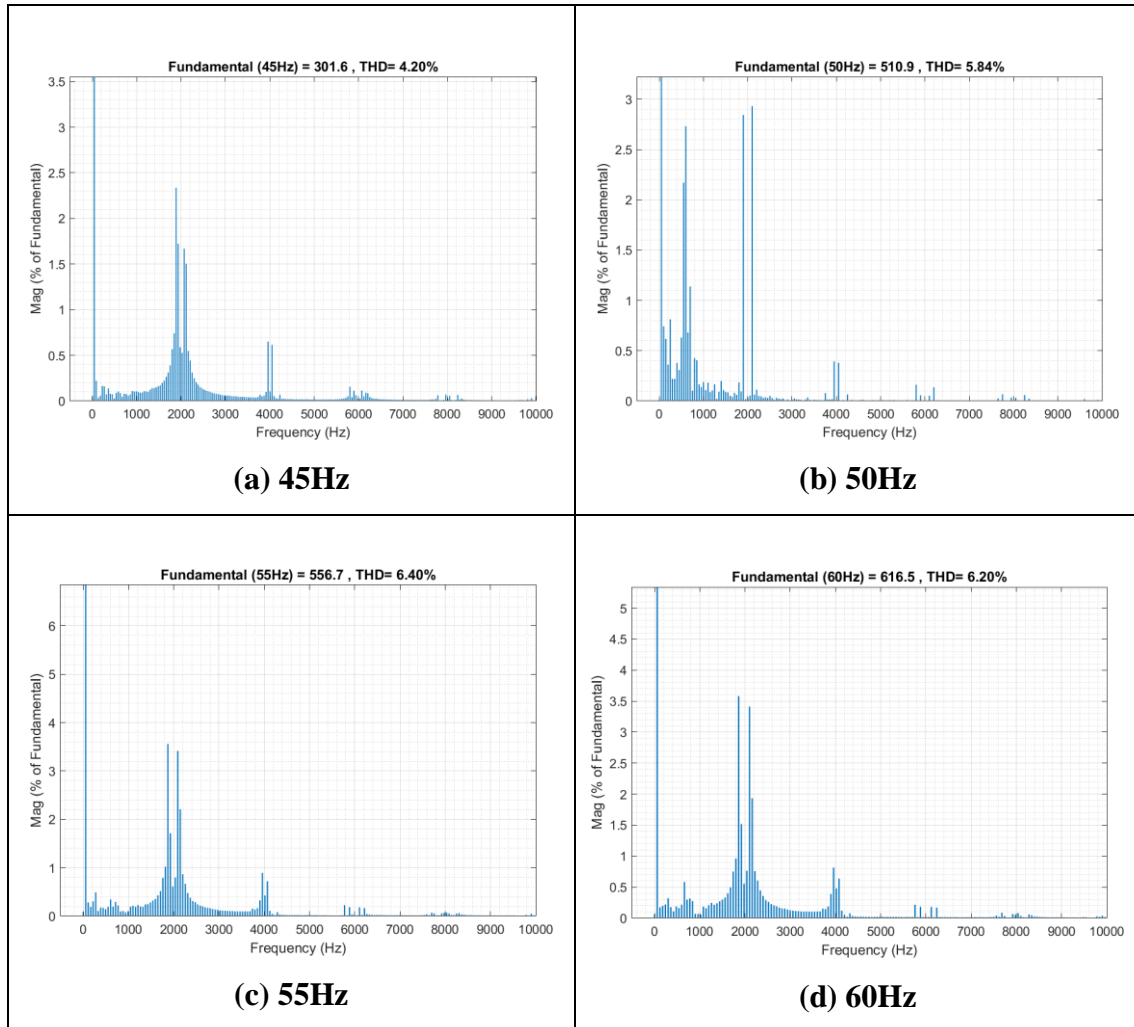 Fundamental (45Hz) = 301.6 , THD= 4.20%
3.5
3
2.5
2
1.5
1
0.5
0
Mag (% of Fundamental)
0 1000 2000 3000 4000 5000 6000 7000 8000 9000 10000
Frequency (Hz)
(a) 45Hz
Fundamental (50Hz) = 510.9 , THD= 5.84%
3
2.5
2
1.5
1
0.5
0
Mag (% of Fundamental)
0 1000 2000 3000 4000 5000 6000 7000 8000 9000 10000
Frequency (Hz)
(b) 50Hz
Fundamental (55Hz) = 556.7 , THD= 6.40%
6
5
4
3
2
1
0
Mag (% of Fundamental)
0 1000 2000 3000 4000 5000 6000 7000 8000 9000 10000
Frequency (Hz)
(c) 55Hz
Fundamental (60Hz) = 616.5 , THD= 6.20%
5
4.5
4
3.5
3
2.5
2
1.5
1
0.5
0
Mag (% of Fundamental)
0 1000 2000 3000 4000 5000 6000 7000 8000 9000 10000
Frequency (Hz)
(d) 60Hz